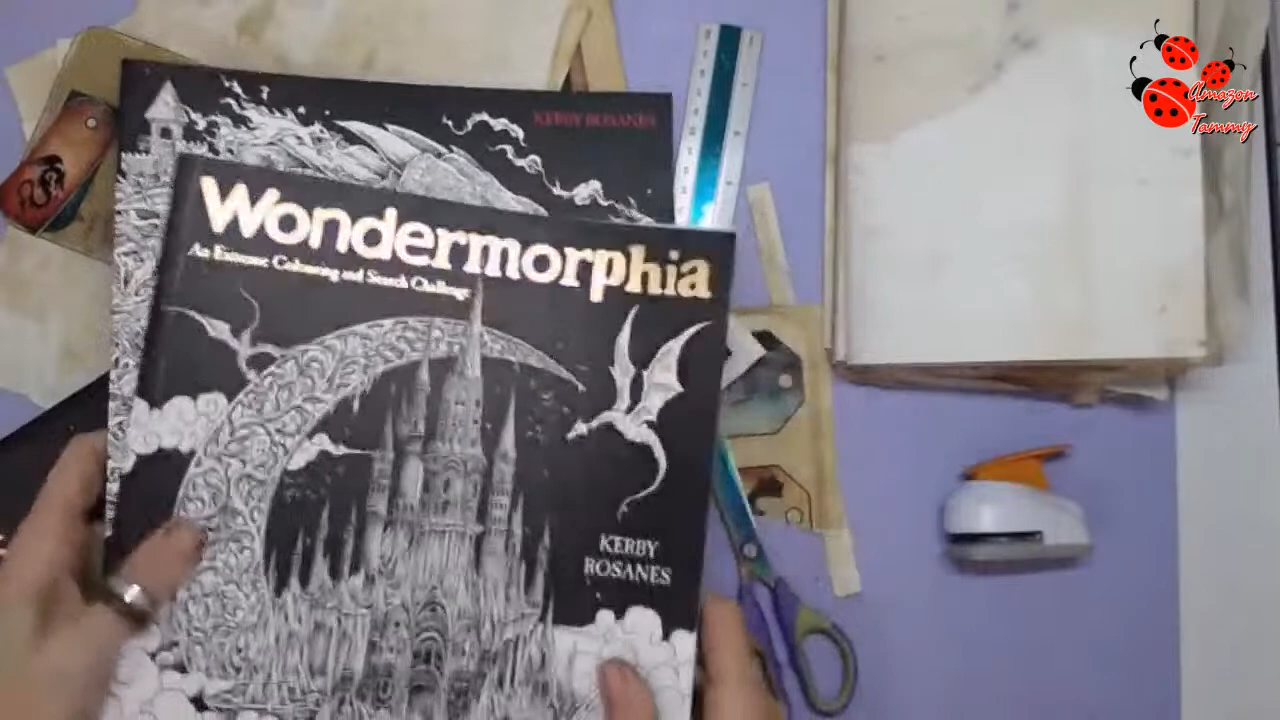 KERBY ROSANES
Wondermorphia
An Extreme Colouring and Search Challenge
KERBY
ROSANES
Amazon
Tammy